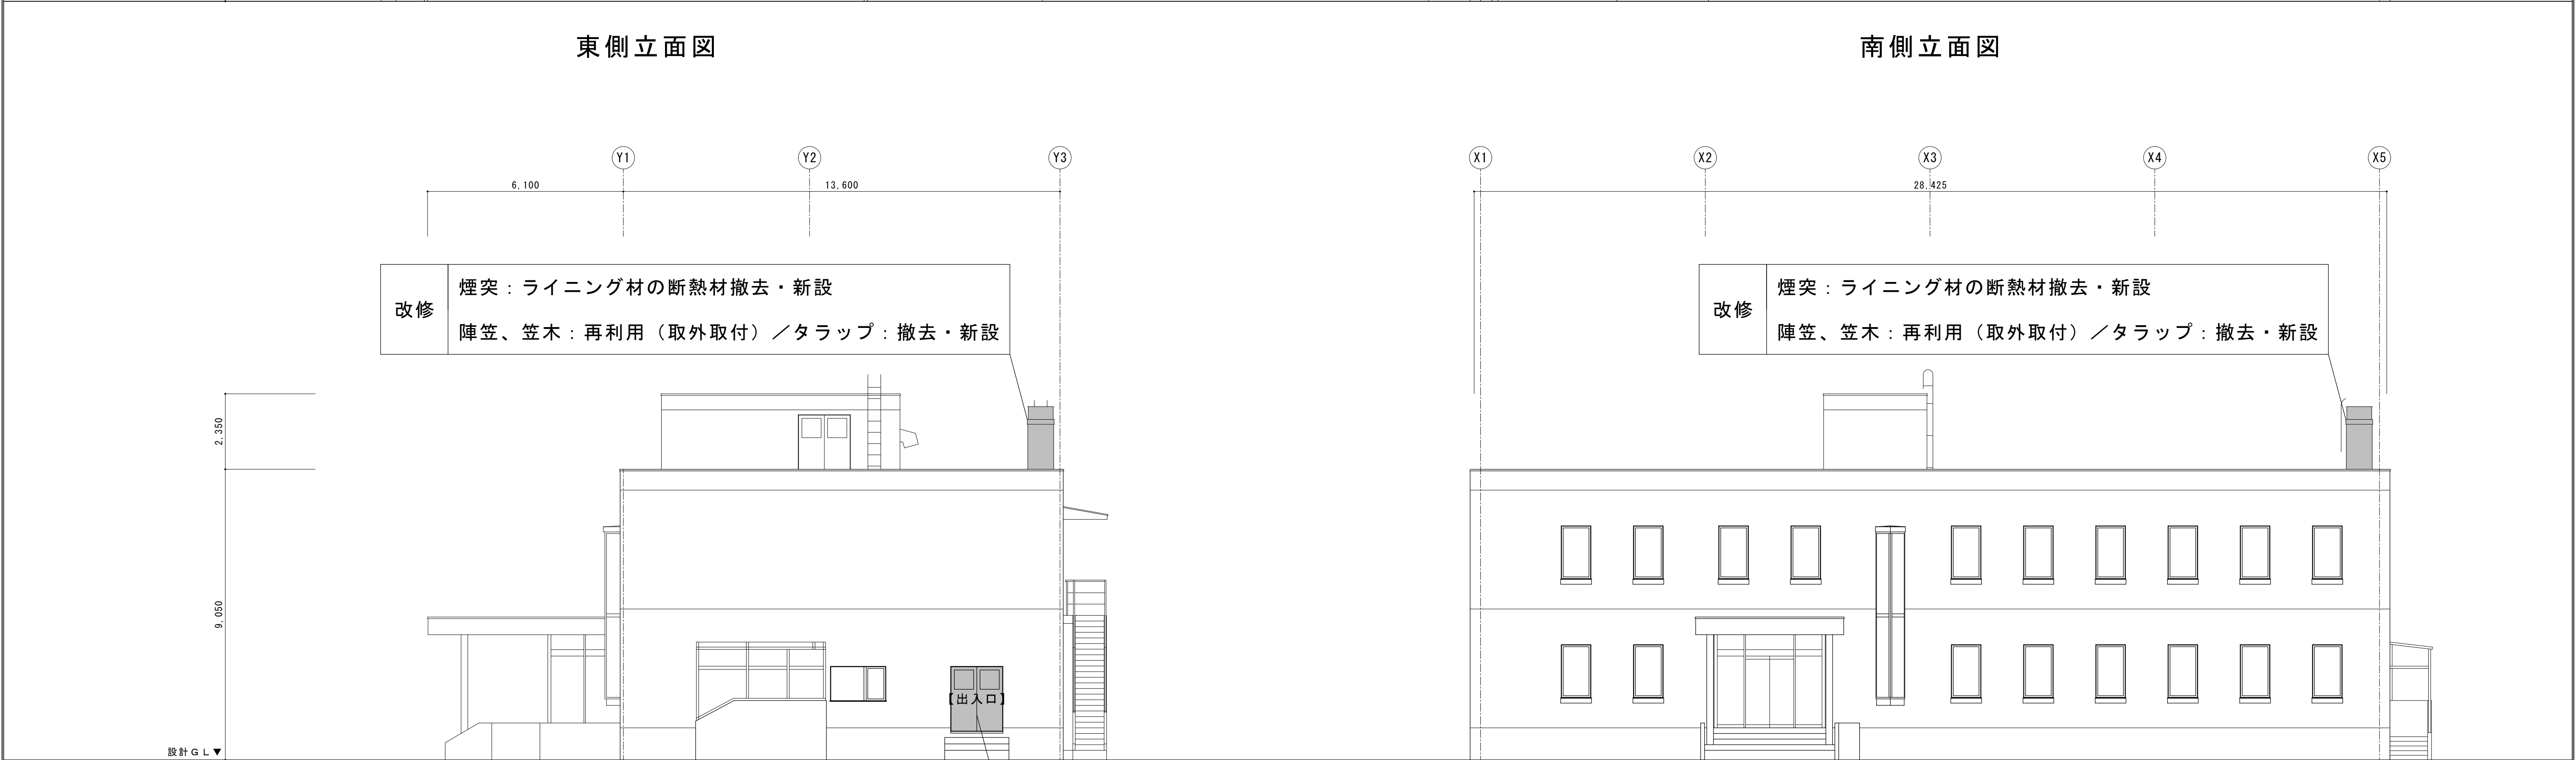 東側立面図
Y1
Y2
Y3
6,100
13,600
改修
煙突：ライニング材の断熱材撤去・新設
陣笠、笠木：再利用（取外取付）／タラップ：撤去・新設
2,350
9,050
【出入口】
設計ＧＬ▼
南側立面図
X1
X2
X3
X4
X5
28,425
改修
煙突：ライニング材の断熱材撤去・新設
陣笠、笠木：再利用（取外取付）／タラップ：撤去・新設